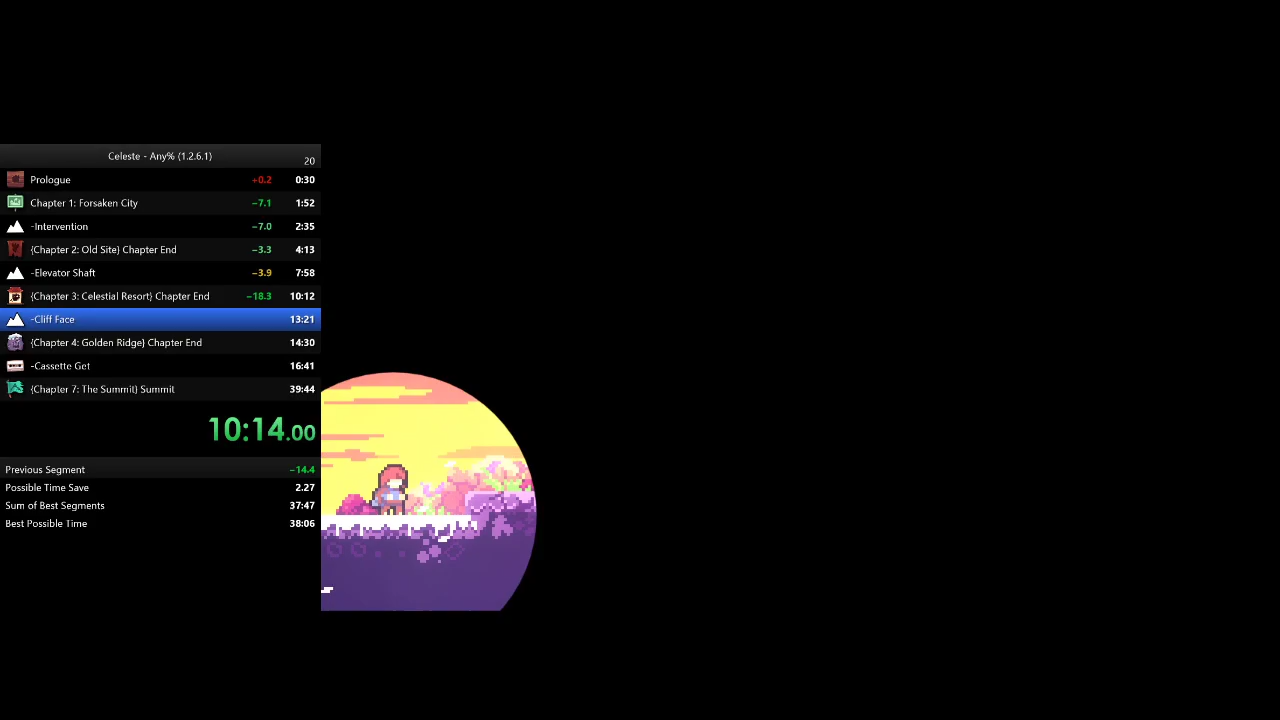 Celeste - Any% (1.2.6.1)
20
Prologue +0.2 0:30
Chapter 1: Forsaken City −7.1 1:52
-Intervention −7.0 2:35
{Chapter 2: Old Site} Chapter End −3.3 4:13
-Elevator Shaft −3.9 7:58
{Chapter 3: Celestial Resort} Chapter End −18.3 10:12
-Cliff Face 13:21
{Chapter 4: Golden Ridge} Chapter End 14:30
-Cassette Get 16:41
{Chapter 7: The Summit} Summit 39:44
10:14.00
Previous Segment −14.4
Possible Time Save 2.27
Sum of Best Segments 37:47
Best Possible Time 38:06